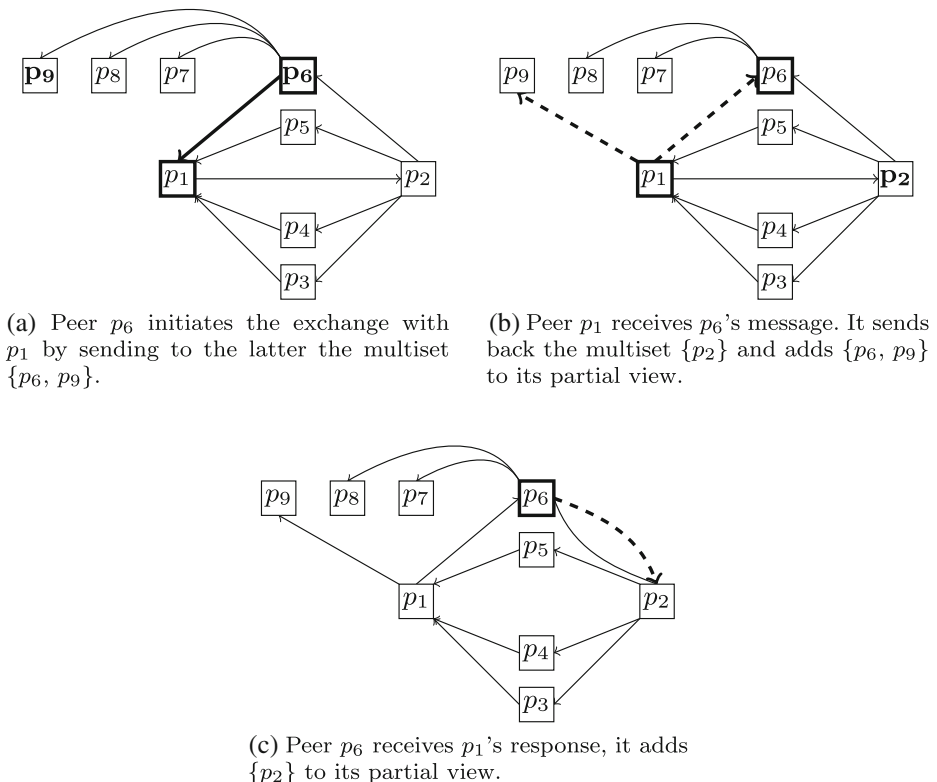 p9 p8 p7 p6
p5
p1 p2
p4
p3
(a) Peer p6 initiates the exchange with
p1 by sending to the latter the multiset
{p6, p9}.
p9 p8 p7 p6
p5
p1 p2
p4
p3
(b) Peer p1 receives p6's message. It sends
back the multiset {p2} and adds {p6, p9}
to its partial view.
p9 p8 p7 p6
p5
p1 p2
p4
p3
(c) Peer p6 receives p1's response, it adds
{p2} to its partial view.